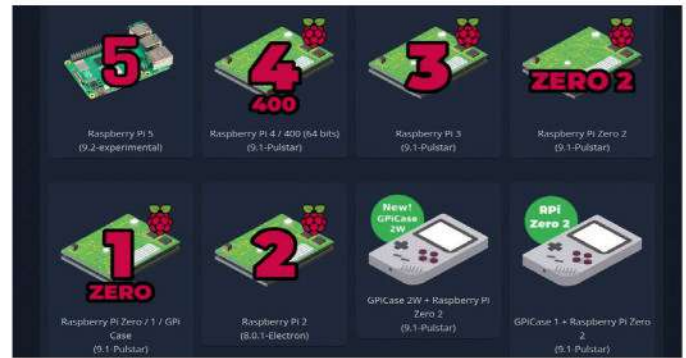 5
4
400
3
ZERO 2
Raspberry Pi 5
(9.2-experimental)
Raspberry Pi 4 / 400 (64 bits)
(9.1-Pulstar)
Raspberry Pi 3
(9.1-Pulstar)
Raspberry Pi Zero 2
(9.1-Pulstar)
1
ZERO
2
New!
GPiCase
2W
RPi
Zero 2
Raspberry Pi Zero / 1 / GPi
Case
(9.1-Pulstar)
Raspberry Pi 2
(8.0.1-Electron)
GPiCase 2W + Raspberry Pi
Zero 2
(9.1-Pulstar)
GPiCase 1 + Raspberry Pi Zero
2
(9.1-Pulstar)